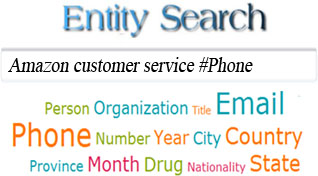 Entity Search
Amazon customer service #Phone
Person Organization Title Email
Phone Number Year City Country
Province Month Drug Nationality State